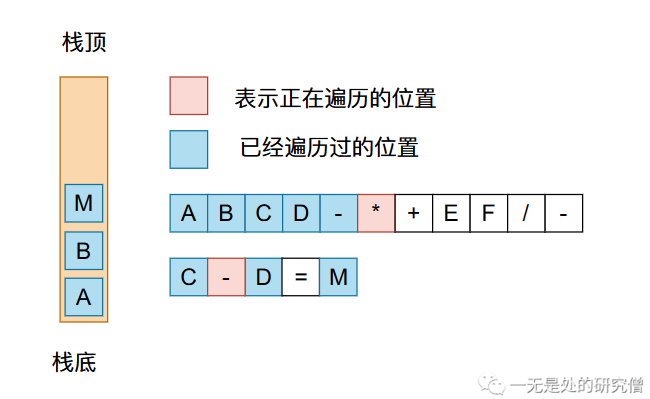 栈顶
表示正在遍历的位置
已经遍历过的位置
M
B
A
A B C D - * + E F / -
C - D = M
栈底
一无是处的研究僧